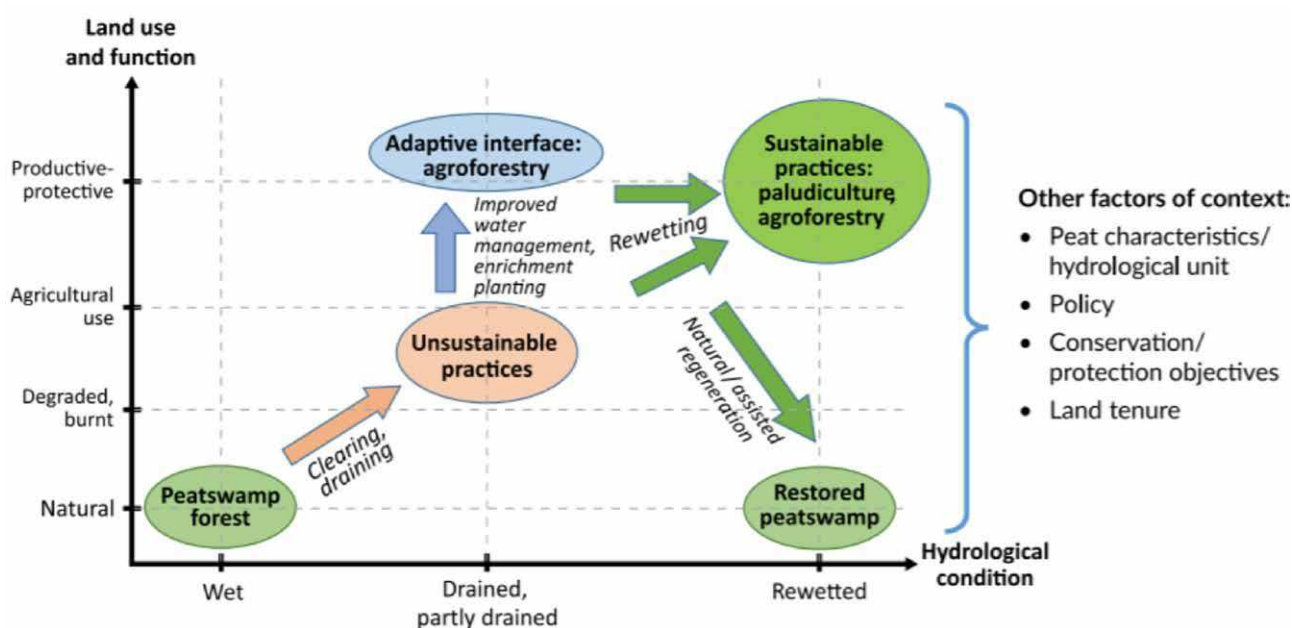 Land use
and function
Productive-
protective
Agricultural
use
Degraded,
burnt
Natural
Adaptive interface:
agroforestry
Improved
water
management,
enrichment
planting
Unsustainable
practices
Clearing,
draining
Peatswamp
forest
Rewetting
Sustainable
practices:
paludiculture,
agroforestry
Natural/assisted
regeneration
Restored
peatswamp
Wet
Drained,
partly drained
Rewetted
Hydrological
condition
Other factors of context:
• Peat characteristics/
hydrological unit
• Policy
• Conservation/
protection objectives
• Land tenure